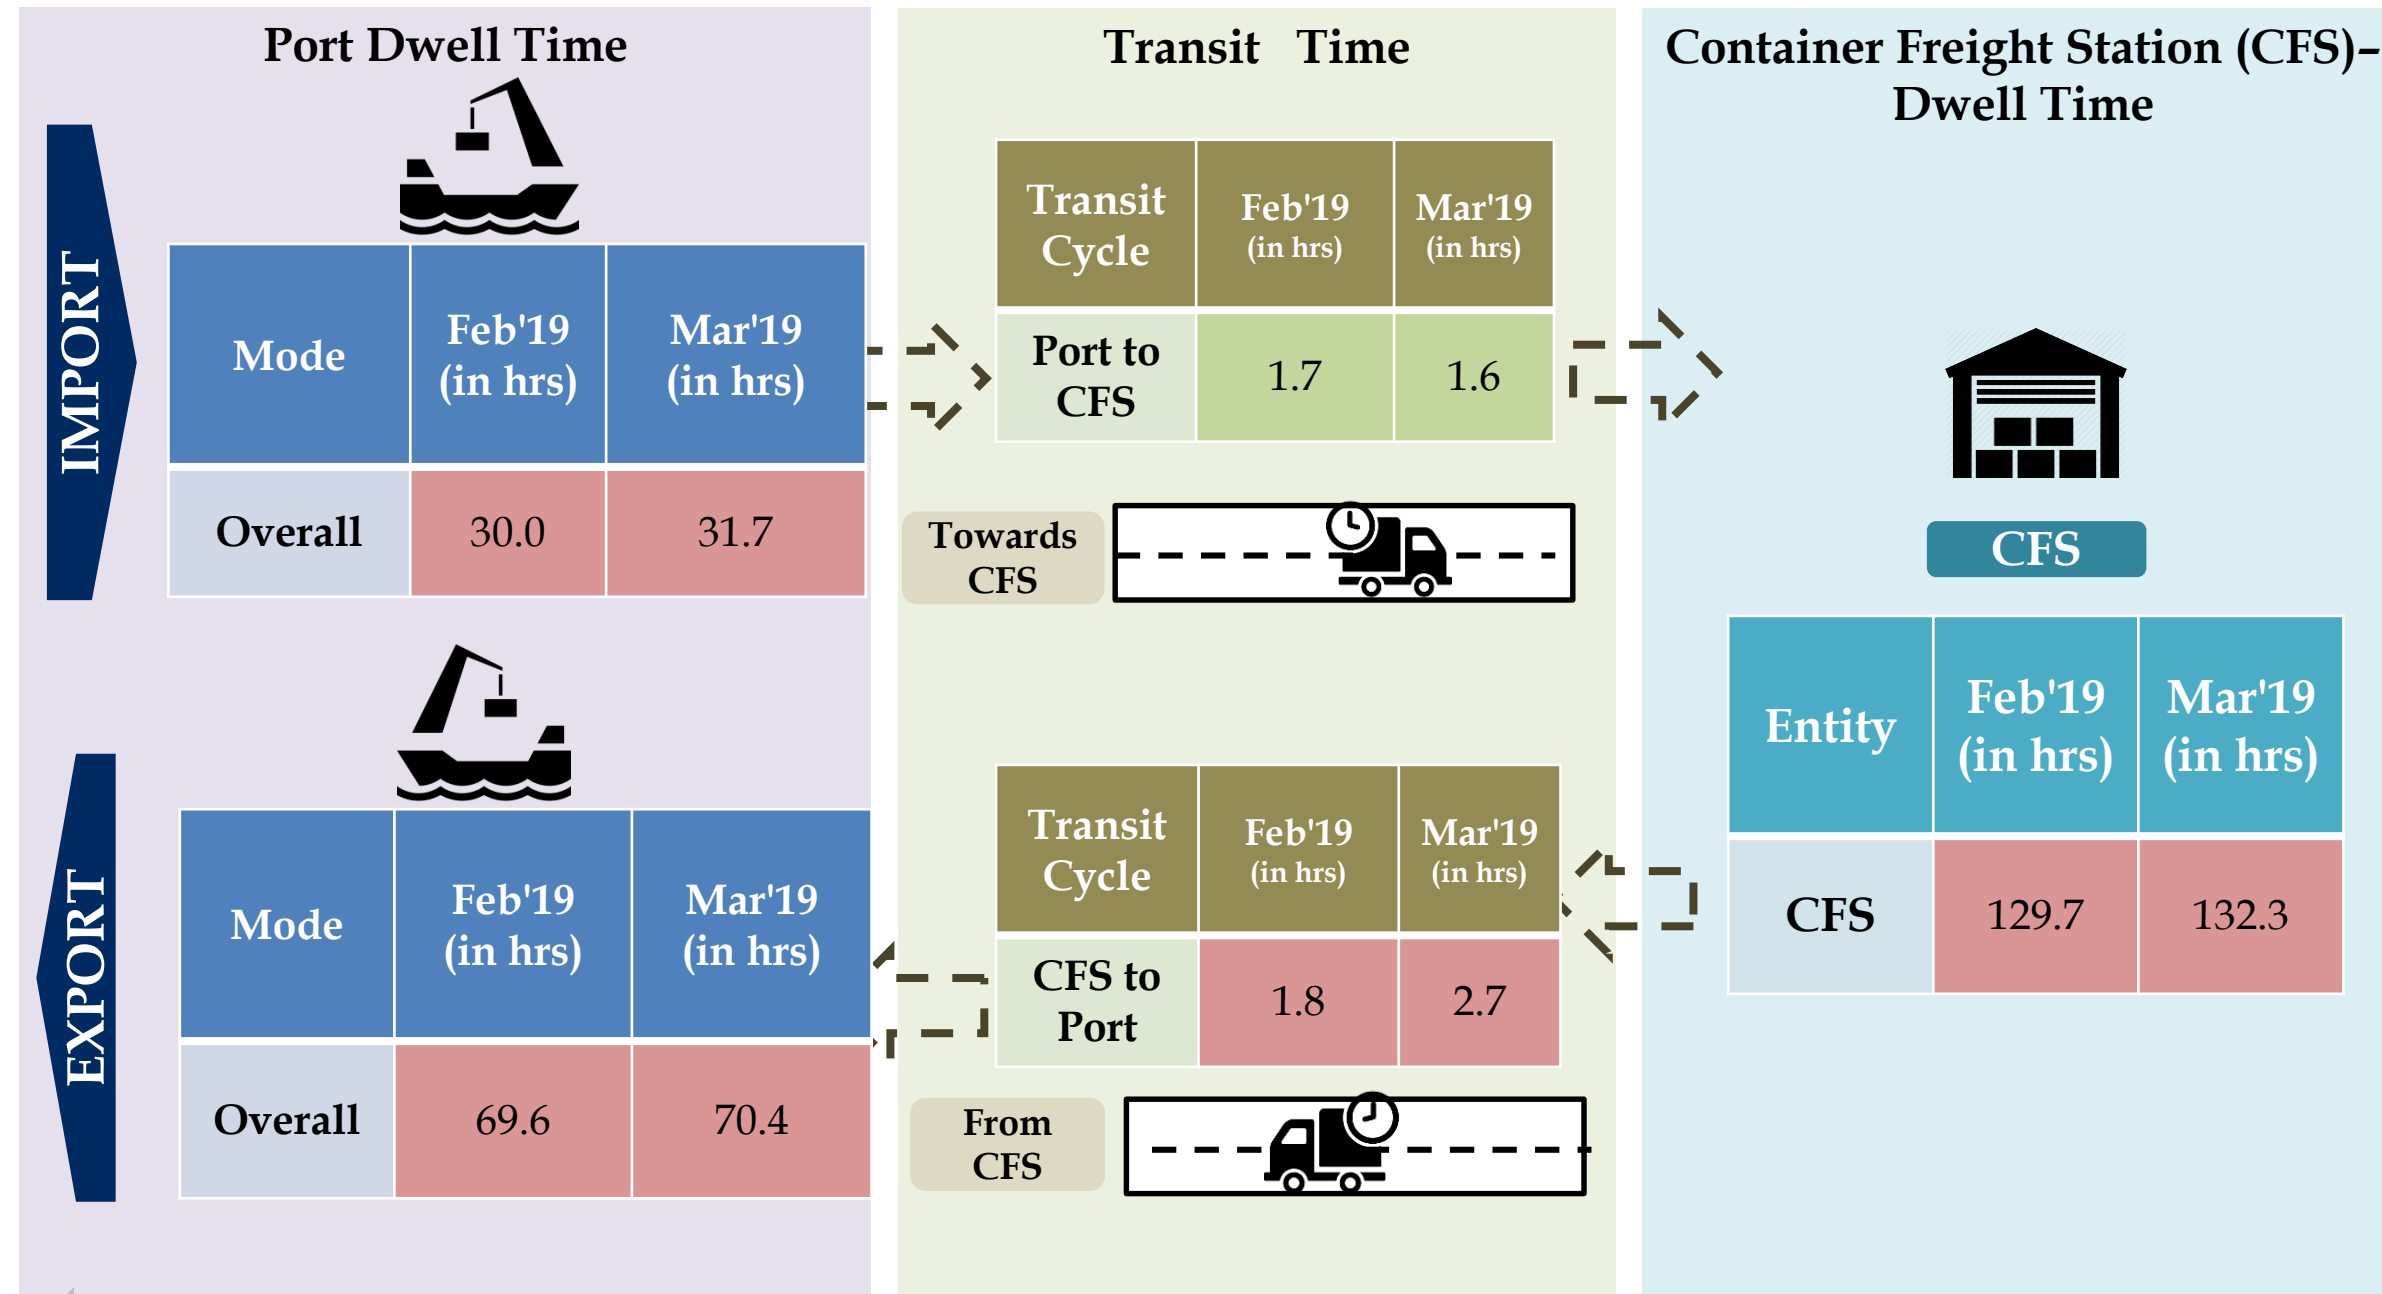 Port Dwell Time
IMPORT
Mode
Feb'19
(in hrs)
Mar'19
(in hrs)
Overall
30.0
31.7
EXPORT
Mode
Feb'19
(in hrs)
Mar'19
(in hrs)
Overall
69.6
70.4
Transit Time
Transit
Cycle
Feb'19
(in hrs)
Mar'19
(in hrs)
Port to
CFS
1.7
1.6
Towards
CFS
Transit
Cycle
Feb'19
(in hrs)
Mar'19
(in hrs)
CFS to
Port
1.8
2.7
From
CFS
Container Freight Station (CFS)–
Dwell Time
CFS
Entity
Feb'19
(in hrs)
Mar'19
(in hrs)
CFS
129.7
132.3